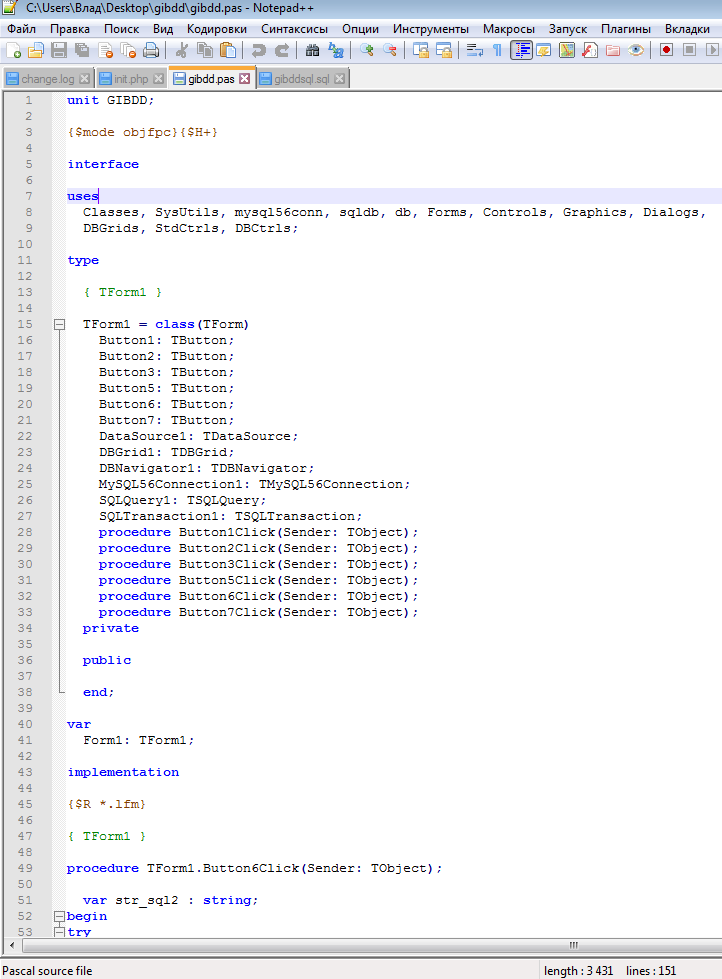 C:\Users\Влад\Desktop\gibdd\gibdd.pas - Notepad++
Файл Правка Поиск Вид Кодировки Синтаксисы Опции Инструменты Макросы Запуск Плагины Вкладки
change.log init.php gibdd.pas gibddsql.sql
1 unit GIBDD;
2
3 {$mode objfpc}{$H+}
4
5 interface
6
7 uses
8 Classes, SysUtils, mysql56conn, sqldb, db, Forms, Controls, Graphics, Dialogs,
9 DBGrids, StdCtrls, DBCtrls;
10
11 type
12
13 { TForm1 }
14
15 TForm1 = class(TForm)
16 Button1: TButton;
17 Button2: TButton;
18 Button3: TButton;
19 Button5: TButton;
20 Button6: TButton;
21 Button7: TButton;
22 DataSource1: TDataSource;
23 DBGrid1: TDBGrid;
24 DBNavigator1: TDBNavigator;
25 MySQL56Connection1: TMySQL56Connection;
26 SQLQuery1: TSQLQuery;
27 SQLTransaction1: TSQLTransaction;
28 procedure Button1Click(Sender: TObject);
29 procedure Button2Click(Sender: TObject);
30 procedure Button3Click(Sender: TObject);
31 procedure Button5Click(Sender: TObject);
32 procedure Button6Click(Sender: TObject);
33 procedure Button7Click(Sender: TObject);
34 private
35
36 public
37
38 end;
39
40 var
41 Form1: TForm1;
42
43 implementation
44
45 {$R *.lfm}
46
47 { TForm1 }
48
49 procedure TForm1.Button6Click(Sender: TObject);
50
51 var str_sql2 : string;
52 begin
53 try
Pascal source file length : 3 431 lines : 151